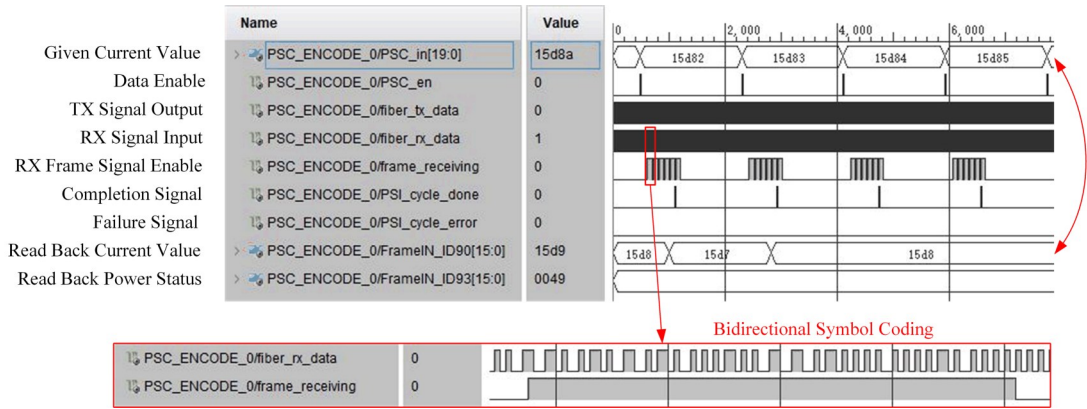 Name Value 0 2,000 4,000 6,000
Given Current Value PSC_ENCODE_0/PSC_in[19:0] 15d8a 15d82 15d83 15d84 15d85
Data Enable PSC_ENCODE_0/PSC_en 0
TX Signal Output PSC_ENCODE_0/fiber_tx_data 0
RX Signal Input PSC_ENCODE_0/fiber_rx_data 1
RX Frame Signal Enable PSC_ENCODE_0/frame_receiving 0
Completion Signal PSC_ENCODE_0/PSI_cycle_done 0
Failure Signal PSC_ENCODE_0/PSI_cycle_error 0
Read Back Current Value PSC_ENCODE_0/FrameIN_ID90[15:0] 15d9 15d8 15d7 15d8
Read Back Power Status PSC_ENCODE_0/FrameIN_ID93[15:0] 0049
Bidirectional Symbol Coding
PSC_ENCODE_0/fiber_rx_data 0
PSC_ENCODE_0/frame_receiving 0